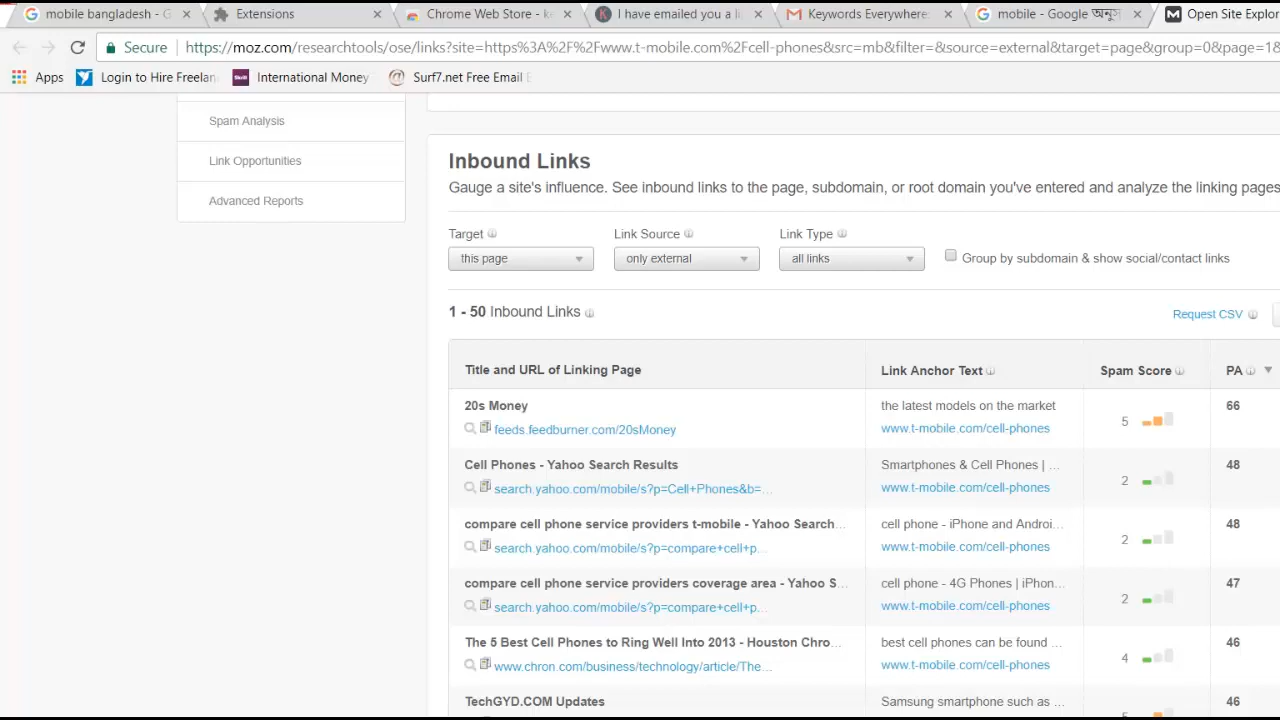 mobile bangladesh - G
Extensions
Chrome Web Store - ke
I have emailed you a li
Keywords Everywhere:
mobile - Google অনুস
Open Site Explor
Secure
https://moz.com/researchtools/ose/links?site=https%3A%2F%2Fwww.t-mobile.com%2Fcell-phones&src=mb&filter=&source=external&target=page&group=0&page=1&
Apps
Login to Hire Freelan
Skrill
International Money
Surf7.net Free Email E
Spam Analysis
Link Opportunities
Advanced Reports
Inbound Links
Gauge a site's influence. See inbound links to the page, subdomain, or root domain you've entered and analyze the linking pages
Target
Link Source
Link Type
this page
only external
all links
Group by subdomain & show social/contact links
1 - 50 Inbound Links
Request CSV
Title and URL of Linking Page
Link Anchor Text
Spam Score
PA
20s Money
the latest models on the market
66
feeds.feedburner.com/20sMoney
www.t-mobile.com/cell-phones
5
Cell Phones - Yahoo Search Results
Smartphones & Cell Phones | ...
48
search.yahoo.com/mobile/s?p=Cell+Phones&b=...
www.t-mobile.com/cell-phones
2
compare cell phone service providers t-mobile - Yahoo Search...
cell phone - iPhone and Androi...
48
search.yahoo.com/mobile/s?p=compare+cell+p...
www.t-mobile.com/cell-phones
2
compare cell phone service providers coverage area - Yahoo S...
cell phone - 4G Phones | iPhon...
47
search.yahoo.com/mobile/s?p=compare+cell+p...
www.t-mobile.com/cell-phones
2
The 5 Best Cell Phones to Ring Well Into 2013 - Houston Chro...
best cell phones can be found ...
46
www.chron.com/business/technology/article/The...
www.t-mobile.com/cell-phones
4
TechGYD.COM Updates
Samsung smartphone such as ...
46
5